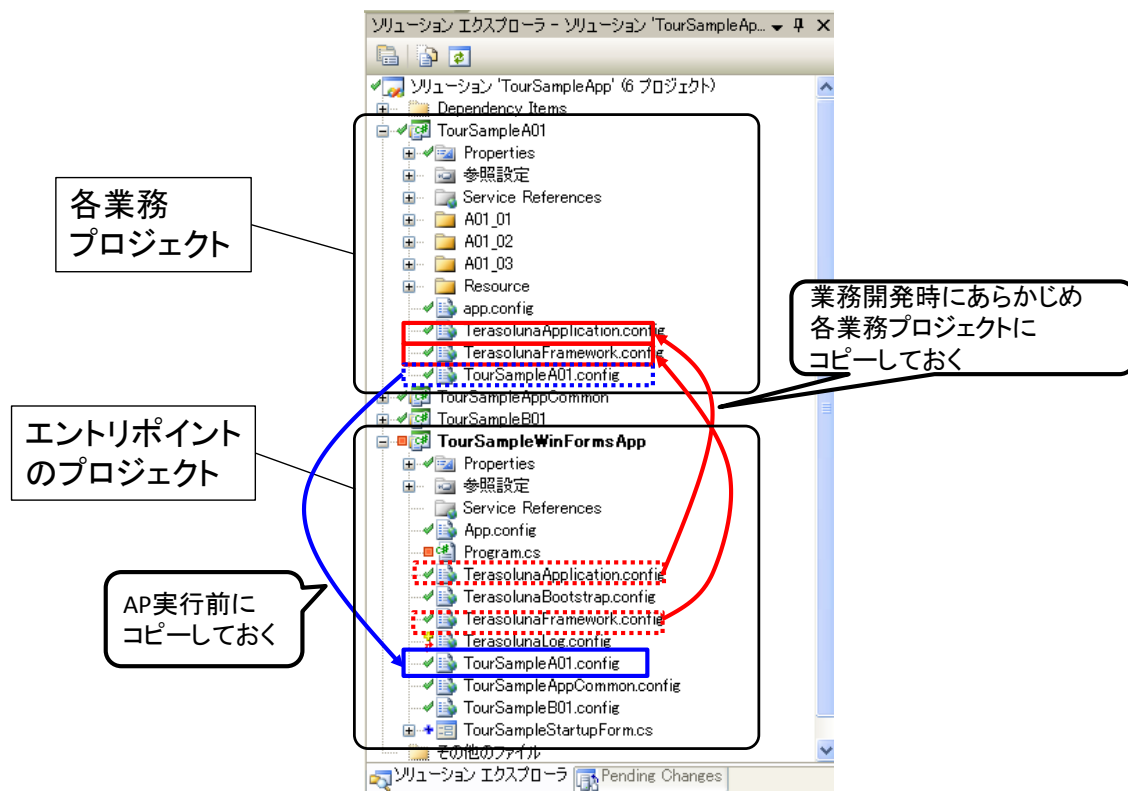 ソリューション エクスプローラ - ソリューション 'TourSampleAp...
ソリューション 'TourSampleApp' (6 プロジェクト)
Dependency Items
TourSampleA01
Properties
参照設定
Service References
A01_01
A01_02
A01_03
Resource
app.config
TerasolunaApplication.config
TerasolunaFramework.config
TourSampleA01.config
TourSampleAppCommon
TourSampleB01
TourSampleWinFormsApp
Properties
参照設定
Service References
App.config
Program.cs
TerasolunaApplication.config
TerasolunaBootstrap.config
TerasolunaFramework.config
TerasolunaLog.config
TourSampleA01.config
TourSampleAppCommon.config
TourSampleB01.config
TourSampleStartupForm.cs
その他のファイル
ソリューション エクスプローラ
Pending Changes
各業務
プロジェクト
エントリポイント
のプロジェクト
AP実行前に
コピーしておく
業務開発時にあらかじめ
各業務プロジェクトに
コピーしておく